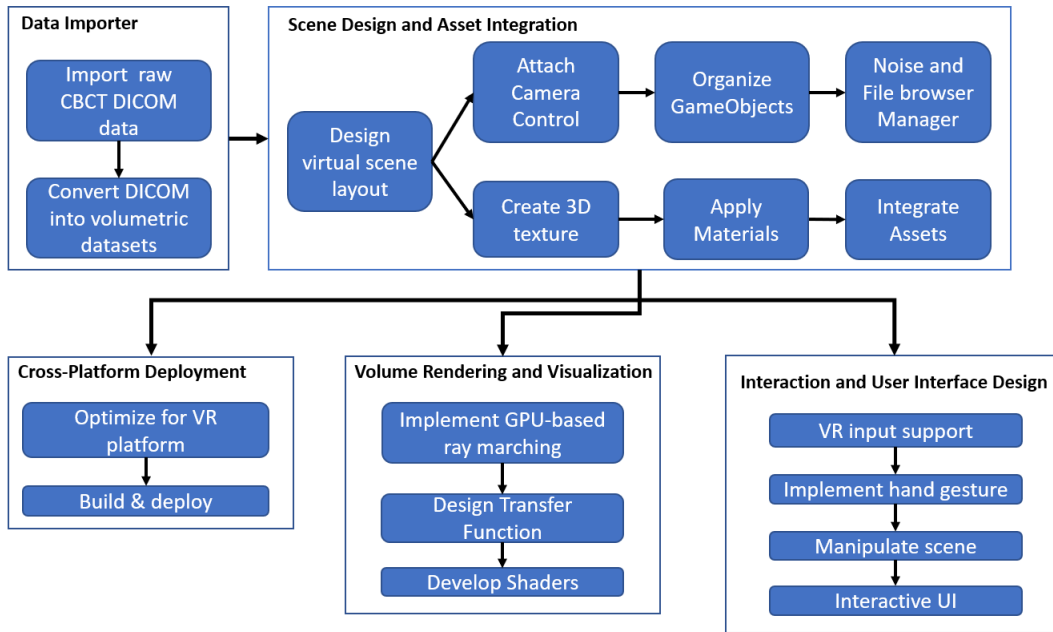 Data Importer
Import raw
CBCT DICOM
data
Convert DICOM
into volumetric
datasets
Scene Design and Asset Integration
Design
virtual scene
layout
Attach
Camera
Control
Organize
GameObjects
Noise and
File browser
Manager
Create 3D
texture
Apply
Materials
Integrate
Assets
Cross-Platform Deployment
Optimize for VR
platform
Build & deploy
Volume Rendering and Visualization
Implement GPU-based
ray marching
Design Transfer
Function
Develop Shaders
Interaction and User Interface Design
VR input support
Implement hand gesture
Manipulate scene
Interactive UI